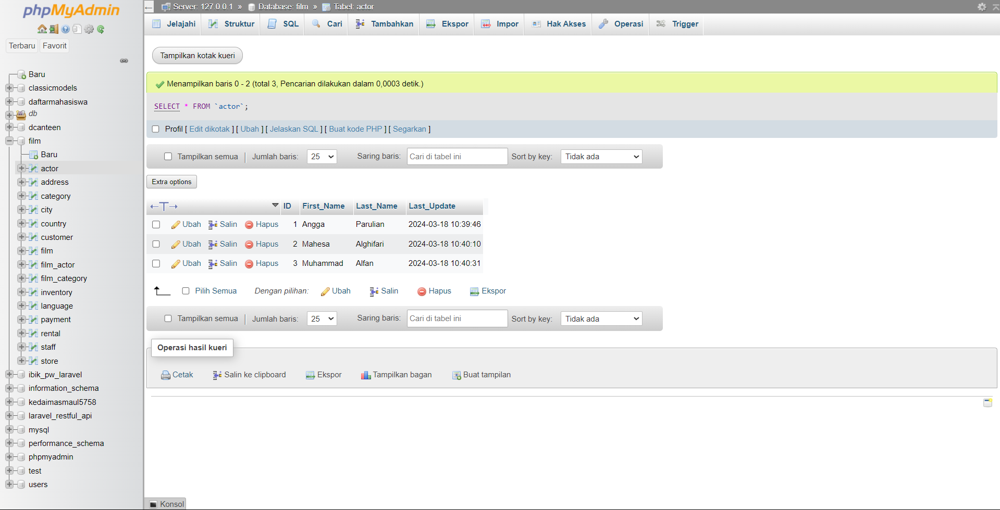 phpMyAdmin
Terbaru Favorit
Baru
classicmodels
daftarmahasiswa
db
dcanteen
film
Baru
actor
address
category
city
country
customer
film
film_actor
film_category
inventory
language
payment
rental
staff
store
ibik_pw_laravel
information_schema
kedaimasmaul5758
laravel_restful_api
mysql
performance_schema
phpmyadmin
test
users
Server: 127.0.0.1 » Database: film » Tabel: actor
Jelajahi Struktur SQL Cari Tambahkan Ekspor Impor Hak Akses Operasi Trigger
Tampilkan kotak kueri
Menampilkan baris 0 - 2 (total 3, Pencarian dilakukan dalam 0,0003 detik.)
SELECT * FROM `actor`;
Profil [ Edit dikotak ] [ Ubah ] [ Jelaskan SQL ] [ Buat kode PHP ] [ Segarkan ]
Tampilkan semua | Jumlah baris: 25 Saring baris: Cari di tabel ini Sort by key: Tidak ada
Extra options
←T→ ID First_Name Last_Name Last_Update
Ubah Salin Hapus 1 Angga Parulian 2024-03-18 10:39:46
Ubah Salin Hapus 2 Mahesa Alghifari 2024-03-18 10:40:10
Ubah Salin Hapus 3 Muhammad Alfan 2024-03-18 10:40:31
Pilih Semua Dengan pilihan: Ubah Salin Hapus Ekspor
Tampilkan semua | Jumlah baris: 25 Saring baris: Cari di tabel ini Sort by key: Tidak ada
Operasi hasil kueri
Cetak Salin ke clipboard Ekspor Tampilkan bagan Buat tampilan
Konsol